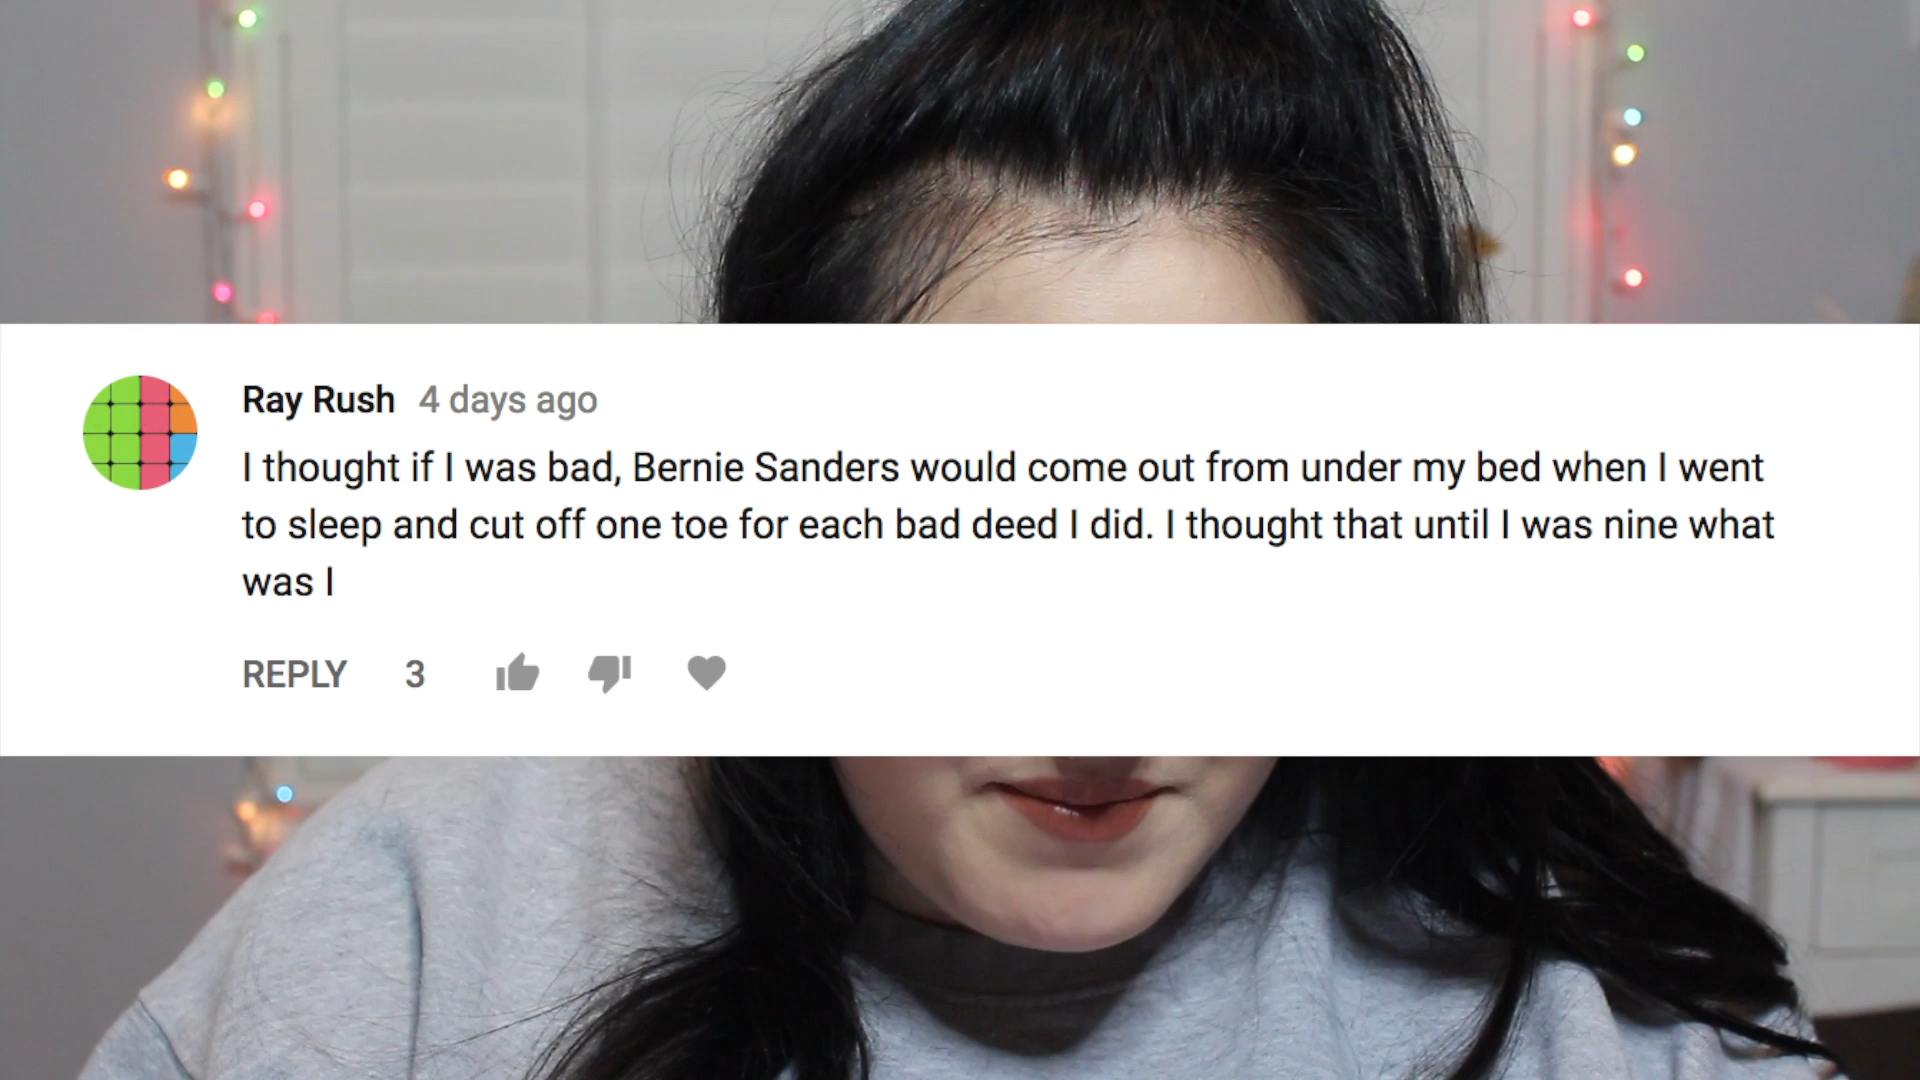 Ray Rush 4 days ago
I thought if I was bad, Bernie Sanders would come out from under my bed when I went
to sleep and cut off one toe for each bad deed I did. I thought that until I was nine what
was I
REPLY 3